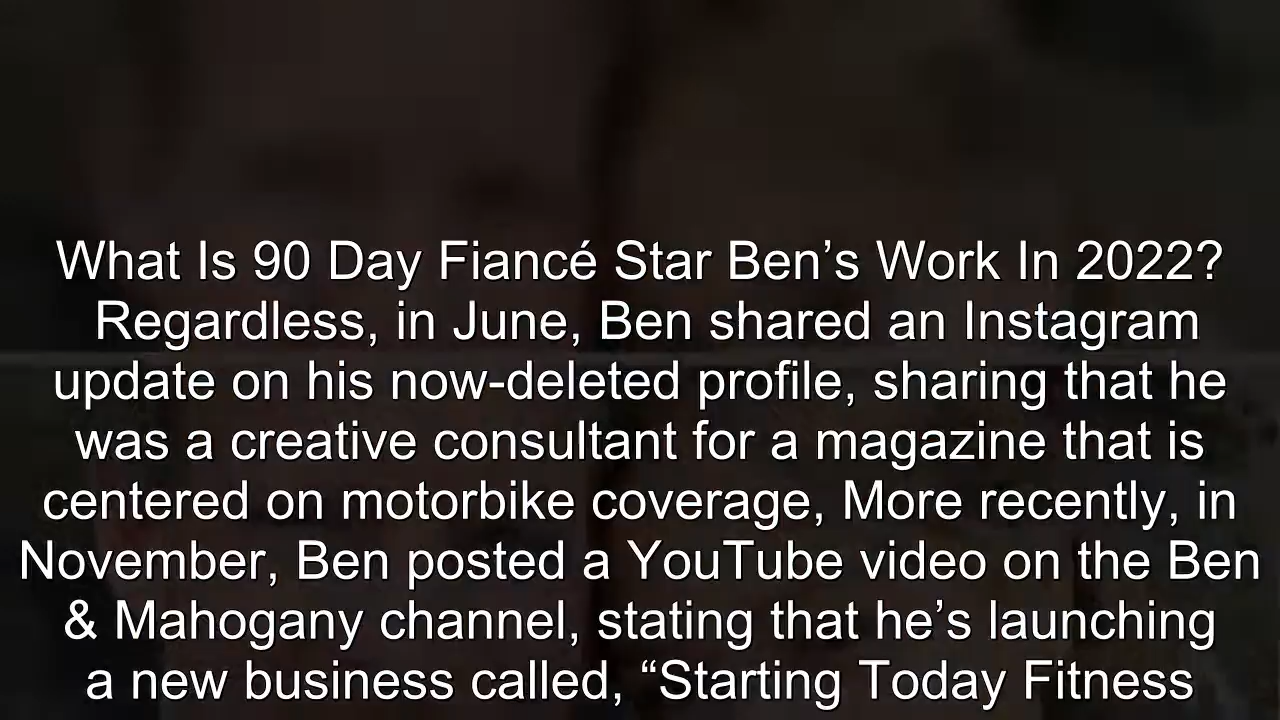 What Is 90 Day Fiancé Star Ben’s Work In 2022?
Regardless, in June, Ben shared an Instagram
update on his now-deleted profile, sharing that he
was a creative consultant for a magazine that is
centered on motorbike coverage, More recently, in
November, Ben posted a YouTube video on the Ben
& Mahogany channel, stating that he’s launching
a new business called, “Starting Today Fitness